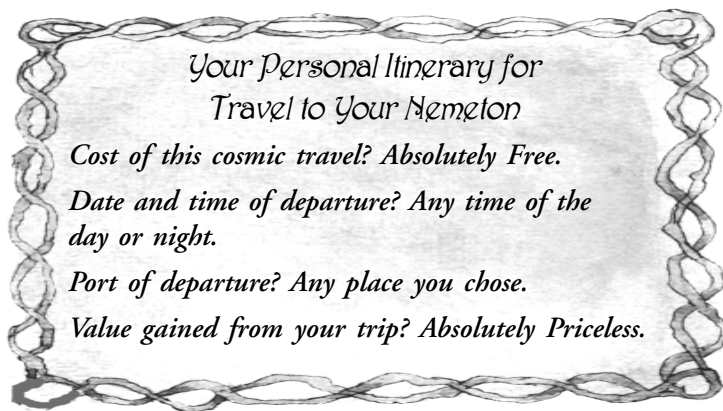 Your Personal Itinerary for
Travel to Your Nemeton
Cost of this cosmic travel? Absolutely Free.
Date and time of departure? Any time of the
day or night.
Port of departure? Any place you chose.
Value gained from your trip? Absolutely Priceless.